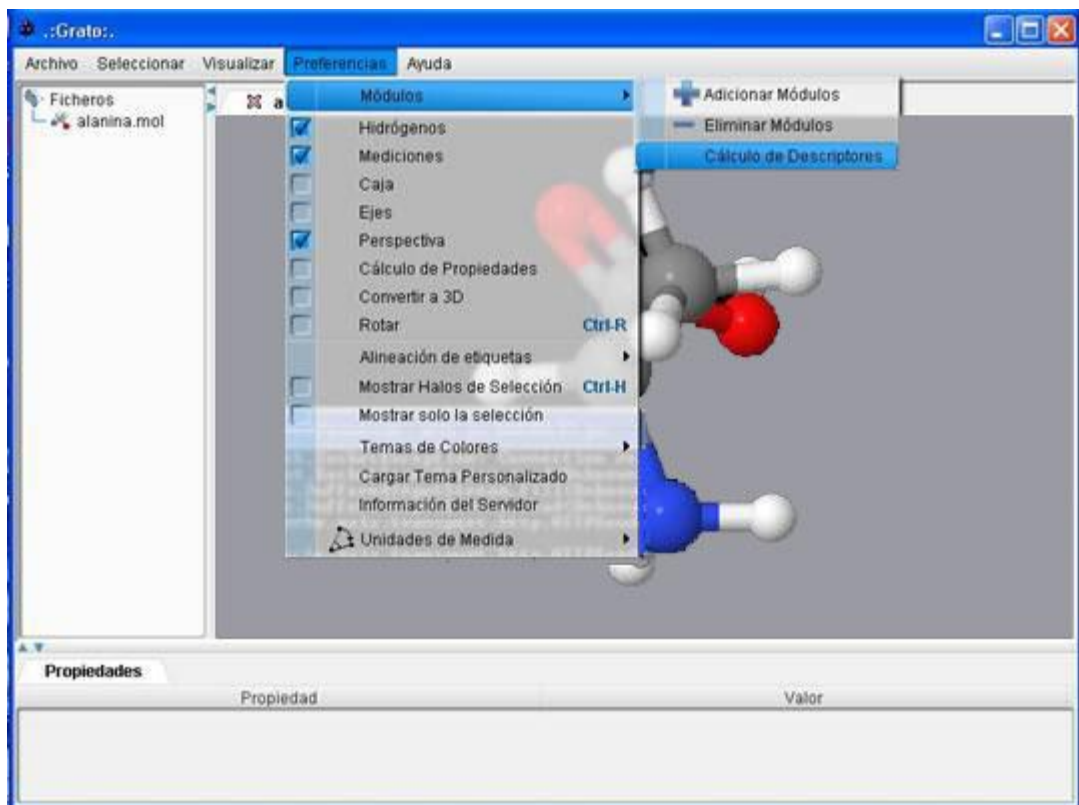 .:Grato:.
Archivo Seleccionar Visualizar Preferencias Ayuda
Ficheros
alanina.mol
a
Módulos
Hidrógenos
Mediciones
Caja
Ejes
Perspectiva
Cálculo de Propiedades
Convertir a 3D
Rotar Ctrl-R
Alineación de etiquetas
Mostrar Halos de Selección Ctrl-H
Mostrar solo la selección
Temas de Colores
Cargar Tema Personalizado
Información del Servidor
Unidades de Medida
Adicionar Módulos
Eliminar Módulos
Cálculo de Descriptores
Propiedades
Propiedad Valor